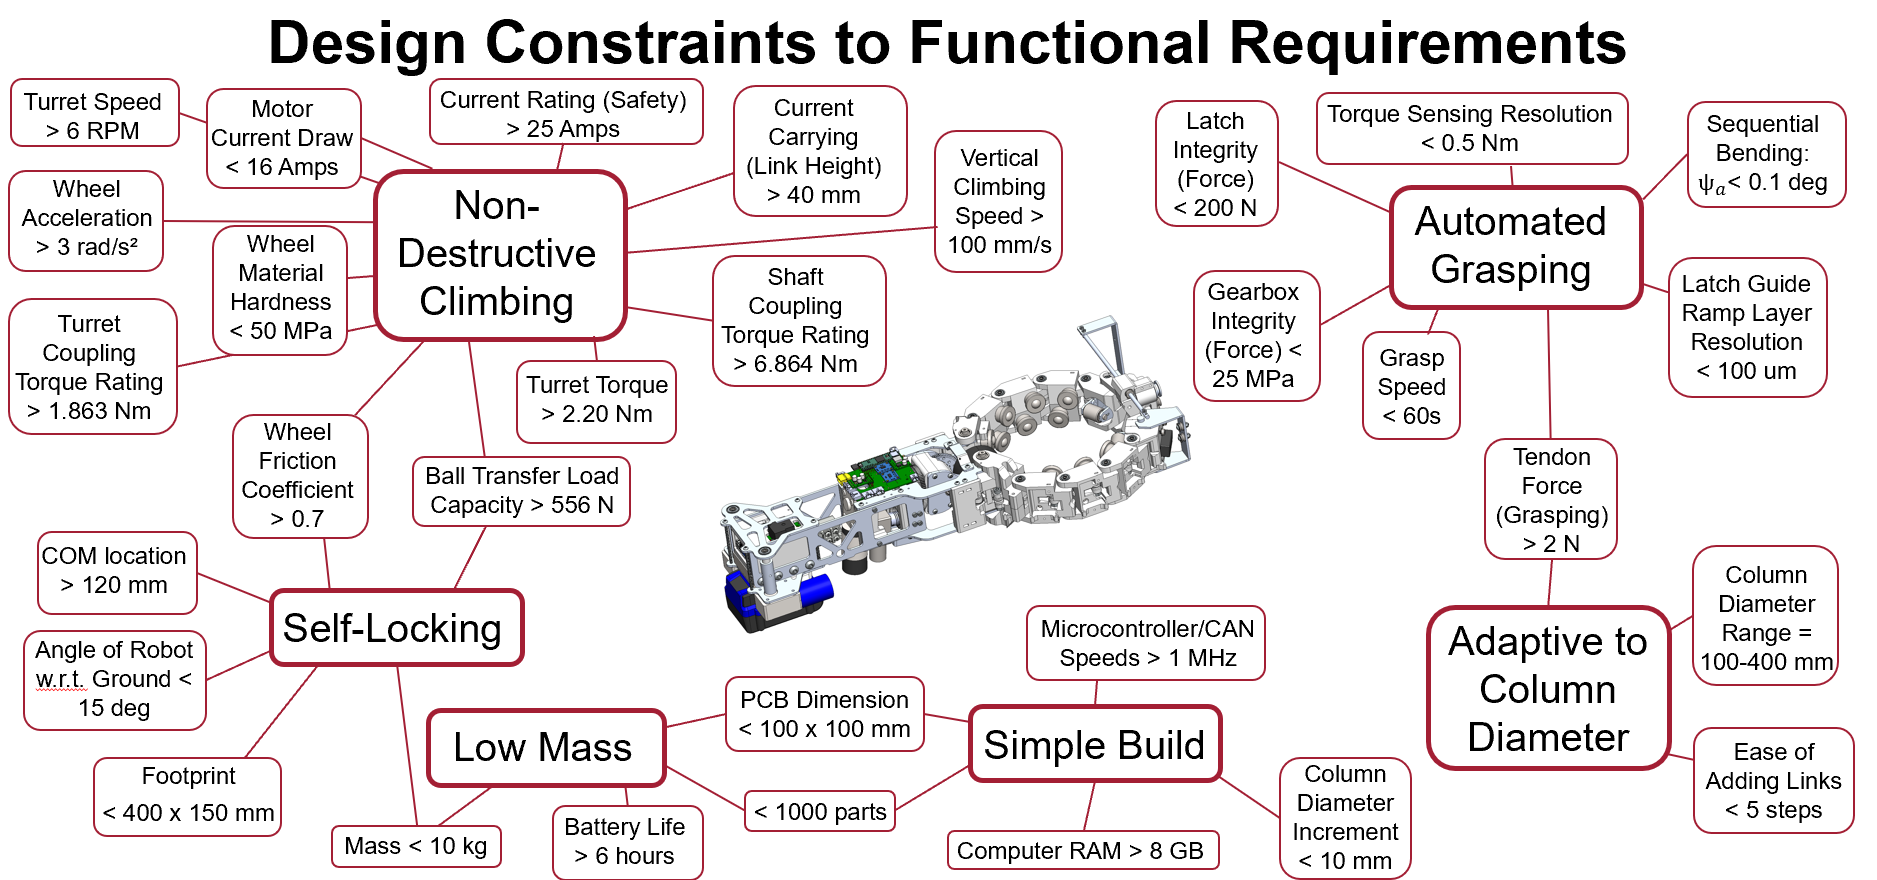 Design Constraints to Functional Requirements
Turret Speed
> 6 RPM
Motor
Current Draw
< 16 Amps
Current Rating (Safety)
> 25 Amps
Current
Carrying
(Link Height)
> 40 mm
Vertical
Climbing
Speed >
100 mm/s
Wheel
Acceleration
> 3 rad/s²
Wheel
Material
Hardness
< 50 MPa
Non-
Destructive
Climbing
Shaft
Coupling
Torque Rating
> 6.864 Nm
Turret
Coupling
Torque Rating
> 1.863 Nm
Turret Torque
> 2.20 Nm
Wheel
Friction
Coefficient
> 0.7
Ball Transfer Load
Capacity > 556 N
Latch
Integrity
(Force)
< 200 N
Torque Sensing Resolution
< 0.5 Nm
Sequential
Bending:
ψₐ< 0.1 deg
Automated
Grasping
Gearbox
Integrity
(Force) <
25 MPa
Grasp
Speed
< 60s
Latch Guide
Ramp Layer
Resolution
< 100 um
Tendon
Force
(Grasping)
> 2 N
COM location
> 120 mm
Self-Locking
Angle of Robot
w.r.t. Ground <
15 deg
Footprint
< 400 x 150 mm
Mass < 10 kg
Low Mass
Battery Life
> 6 hours
PCB Dimension
< 100 x 100 mm
< 1000 parts
Microcontroller/CAN
Speeds > 1 MHz
Simple Build
Computer RAM > 8 GB
Column
Diameter
Increment
< 10 mm
Adaptive to
Column
Diameter
Column
Diameter
Range =
100-400 mm
Ease of
Adding Links
< 5 steps